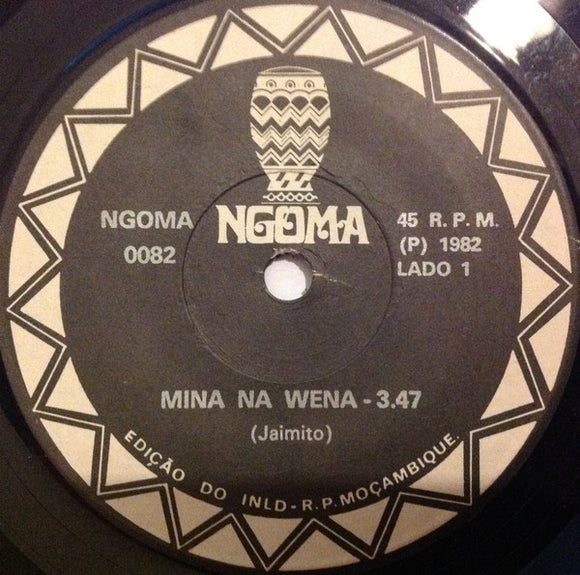 NGOMA
0082
NGOMA
45 R. P. M.
(P) 1982
LADO 1
MINA NA WENA - 3.47
(Jaimito)
EDIÇÃO DO INLD - R.P. MOÇAMBIQUE.